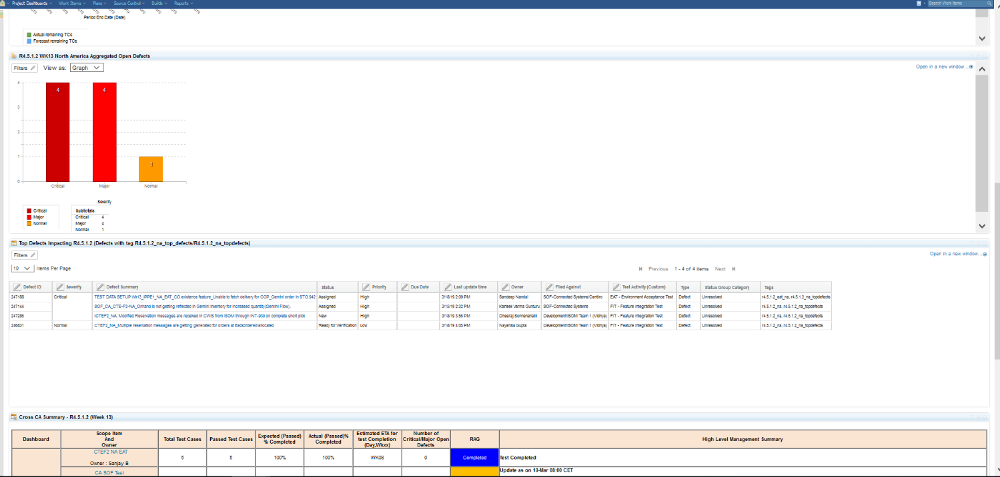 Project Dashboards Work Items Plans Source Control Builds Reports Search Work Items
Period End Date (Date)
Actual remaining TCs
Forecast remaining TCs
R4.5.1.2 WK13 North America Aggregated Open Defects
Filters View as: Graph Open in a new window...
4
4 4
3
2
1
1
0
Critical Major Normal
Severity
Critical
Major
Normal
Subtotals
Critical 4
Major 4
Normal 1
Top Defects Impacting R4.5.1.2 (Defects with tag R4.5.1.2_na_top_defects/R4.5.1.2_na_topdefects)
Filters Open in a new window...
10 Items Per Page Previous 1 - 4 of 4 items Next
Defect ID Severity Defect Summary Status Priority Due Date Last update time Owner Filed Against Test Activity (Custom) Type Status Group Category Tags
247188 Critical TEST DATA SETUP Wk13_IPPE1_NA_EAT_CO existence feature_Unable to fetch delivery for COP_Gemini order in STO.942 Assigned High 3/18/19 2:09 PM Sandeep Nandal SOF-Connected Systems/Centiro EAT - Environment Acceptance Test Defect Unresolved r4.5.1.2_eat_na, r4.5.1.2_na_topdefects
247144 SOF_CA_CTE-F2-NA_Onhand is not getting reflected in Gemini inventory for increased quantity(Gemini Flow). Assigned High 3/15/19 2:32 PM Karteek Varma Gunturu SOF-Connected Systems FIT - Feature Integration Test Defect Unresolved r4.5.1.2_na, r4.5.1.2_na_topdefects
247285 ICTEF2_NA: Modified Reservation messages are received in CWIS from ISOM through INT-939 on complete short pick New High 3/18/19 3:56 PM Dheeraj Sonnenahalli Development/ISOM Team 1 (Vidhya) FIT - Feature Integration Test Defect Unresolved r4.5.1.2_na, r4.5.1.2_na_topdefects
246831 Normal CTEF2_NA_Multiple reservation messages are getting generated for orders at Backordered/allocated Ready for Verification Low 3/18/19 4:05 PM Nayanika Gupta Development/ISOM Team 1 (Vidhya) FIT - Feature Integration Test Defect Unresolved r4.5.1.2_na, r4.5.1.2_na_topdefects
Cross CA Summary - R4.5.1.2 (Week 13)
Dashboard Scope Item And Owner Total Test Cases Passed Test Cases Expected (Passed) % Completed Actual (Passed)% Completed Estimated ETA for test Completion (Day,Wkxx) Number of Critical/Major Open Defects RAG High Level Management Summary
CTEF2 NA EAT
Owner : Sanjay B 5 5 100% 100% WK08 0 Completed Test Completed
CA SOF Test Update as on 18-Mar 08:00 CET